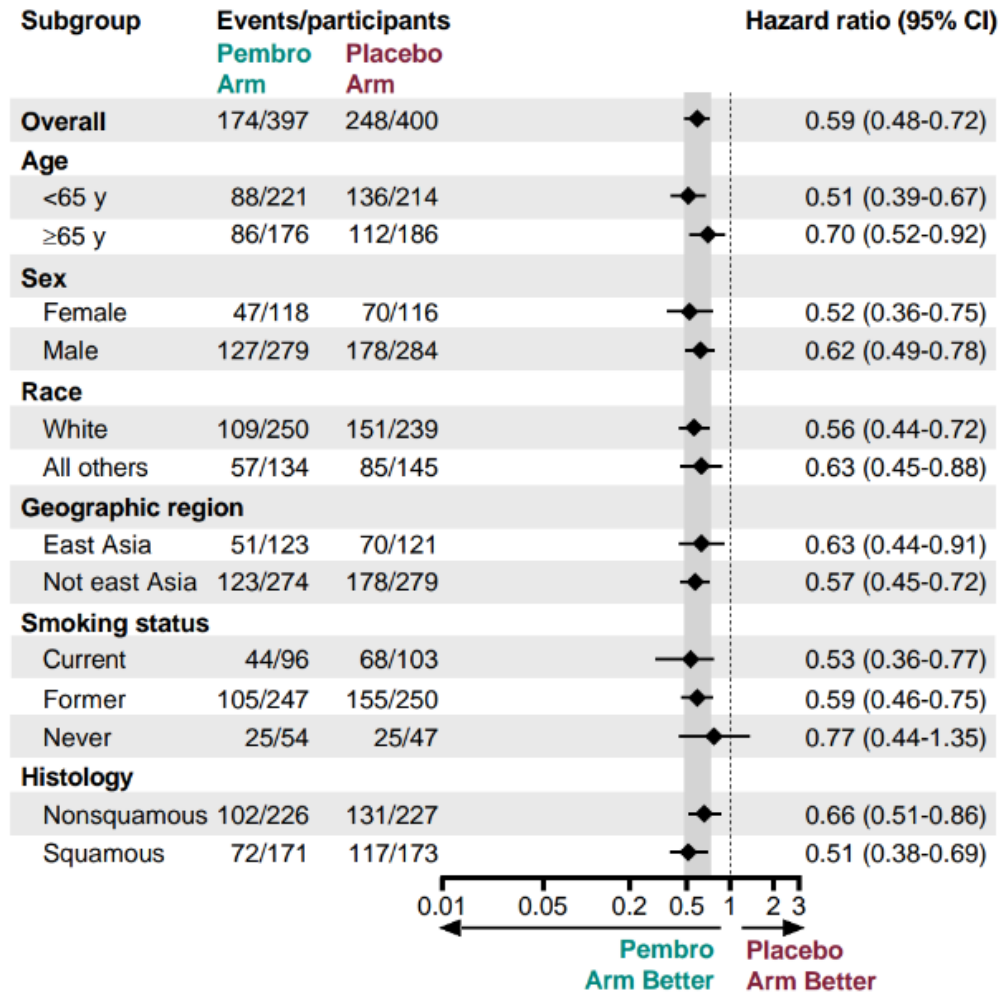 Subgroup Events/participants Hazard ratio (95% CI)
Pembro Placebo
Arm Arm
Overall 174/397 248/400 0.59 (0.48-0.72)
Age
<65 y 88/221 136/214 0.51 (0.39-0.67)
≥65 y 86/176 112/186 0.70 (0.52-0.92)
Sex
Female 47/118 70/116 0.52 (0.36-0.75)
Male 127/279 178/284 0.62 (0.49-0.78)
Race
White 109/250 151/239 0.56 (0.44-0.72)
All others 57/134 85/145 0.63 (0.45-0.88)
Geographic region
East Asia 51/123 70/121 0.63 (0.44-0.91)
Not east Asia 123/274 178/279 0.57 (0.45-0.72)
Smoking status
Current 44/96 68/103 0.53 (0.36-0.77)
Former 105/247 155/250 0.59 (0.46-0.75)
Never 25/54 25/47 0.77 (0.44-1.35)
Histology
Nonsquamous 102/226 131/227 0.66 (0.51-0.86)
Squamous 72/171 117/173 0.51 (0.38-0.69)
0.01 0.05 0.2 0.5 1 2 3
Pembro Placebo
Arm Better Arm Better